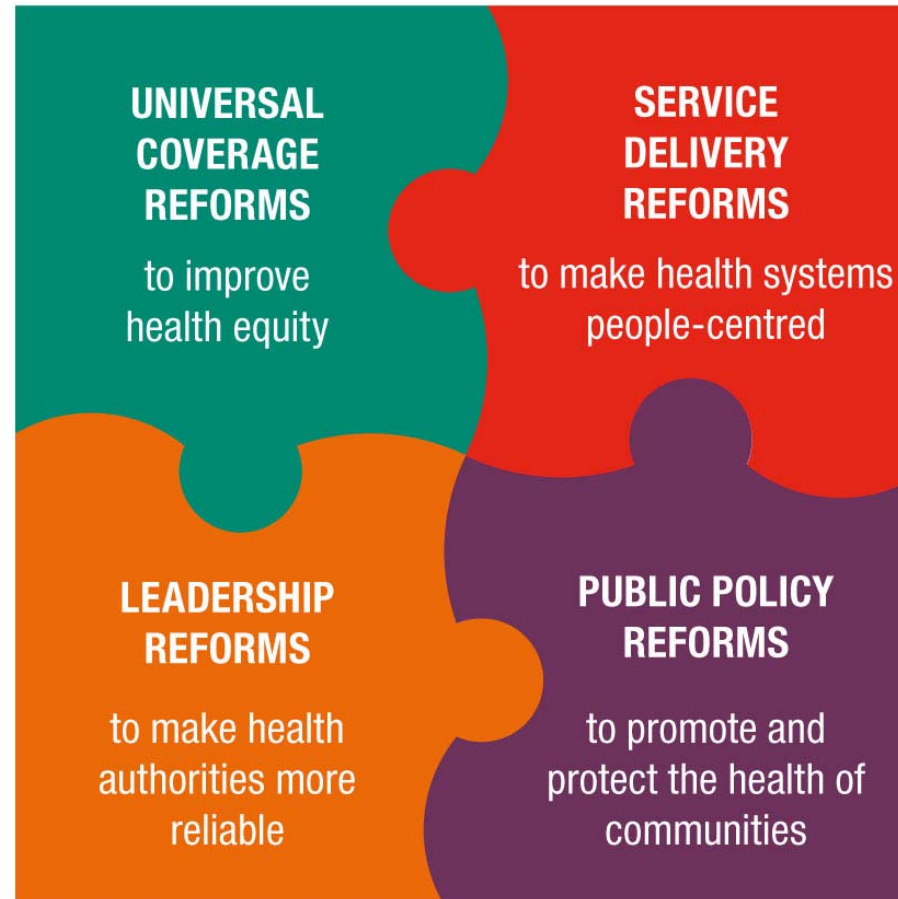 UNIVERSAL
COVERAGE
REFORMS
to improve
health equity
SERVICE
DELIVERY
REFORMS
to make health systems
people-centred
LEADERSHIP
REFORMS
to make health
authorities more
reliable
PUBLIC POLICY
REFORMS
to promote and
protect the health of
communities